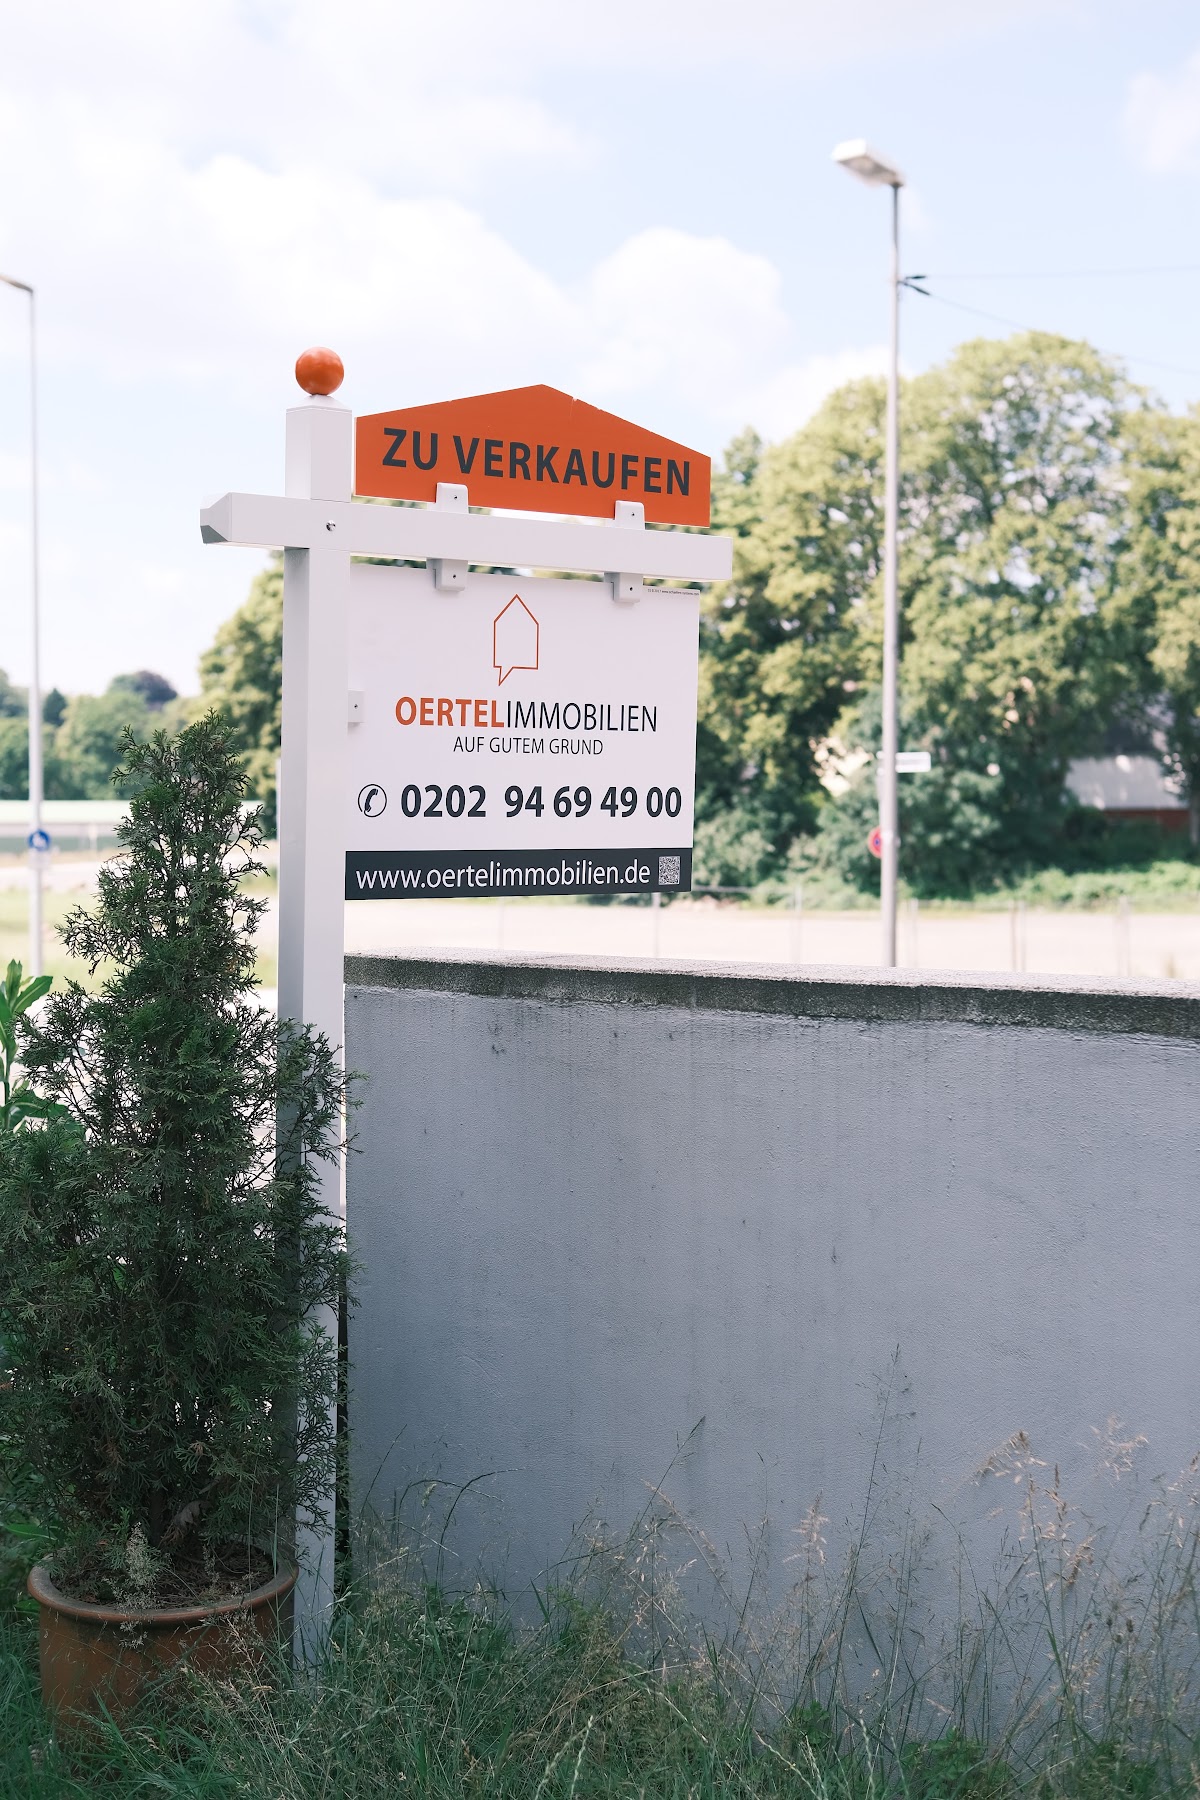 ZU VERKAUFEN
OERTELIMMOBILIEN
AUF GUTEM GRUND
✆ 0202 94 69 49 00
www.oertelimmobilien.de